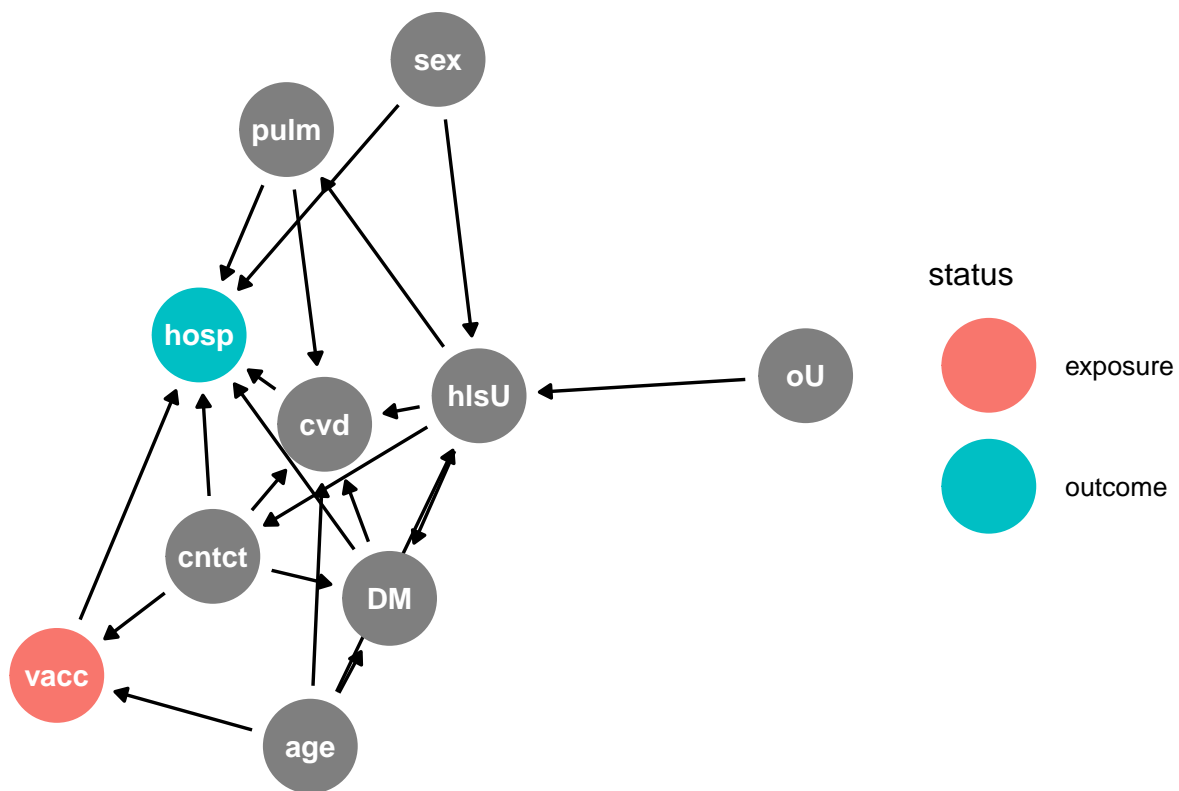 sex
pulm
hosp
cvd
hlsU
oU
cntct
DM
vacc
age
status
exposure
outcome